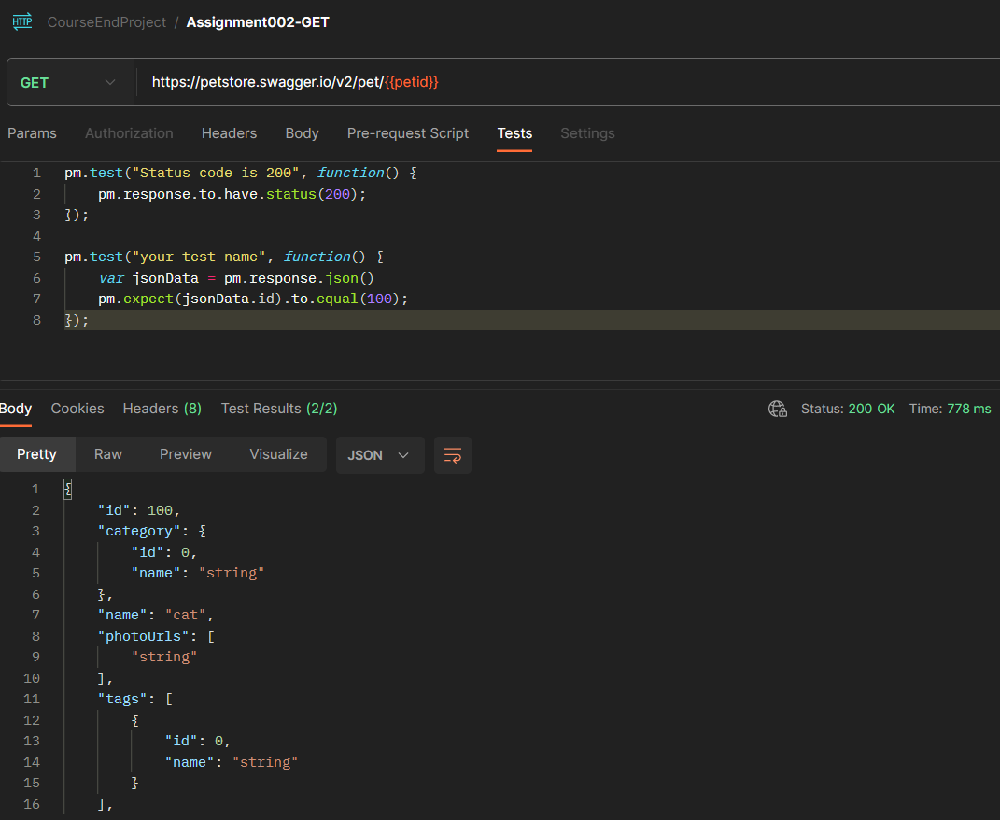 HTTP CourseEndProject / Assignment002-GET
GET https://petstore.swagger.io/v2/pet/{{petid}}
Params Authorization Headers Body Pre-request Script Tests Settings
1 pm.test("Status code is 200", function() {
2 pm.response.to.have.status(200);
3 });
4
5 pm.test("your test name", function() {
6 var jsonData = pm.response.json()
7 pm.expect(jsonData.id).to.equal(100);
8 });
Body Cookies Headers (8) Test Results (2/2) Status: 200 OK Time: 778 ms
Pretty Raw Preview Visualize JSON
1 {
2 "id": 100,
3 "category": {
4 "id": 0,
5 "name": "string"
6 },
7 "name": "cat",
8 "photoUrls": [
9 "string"
10 ],
11 "tags": [
12 {
13 "id": 0,
14 "name": "string"
15 }
16 ],